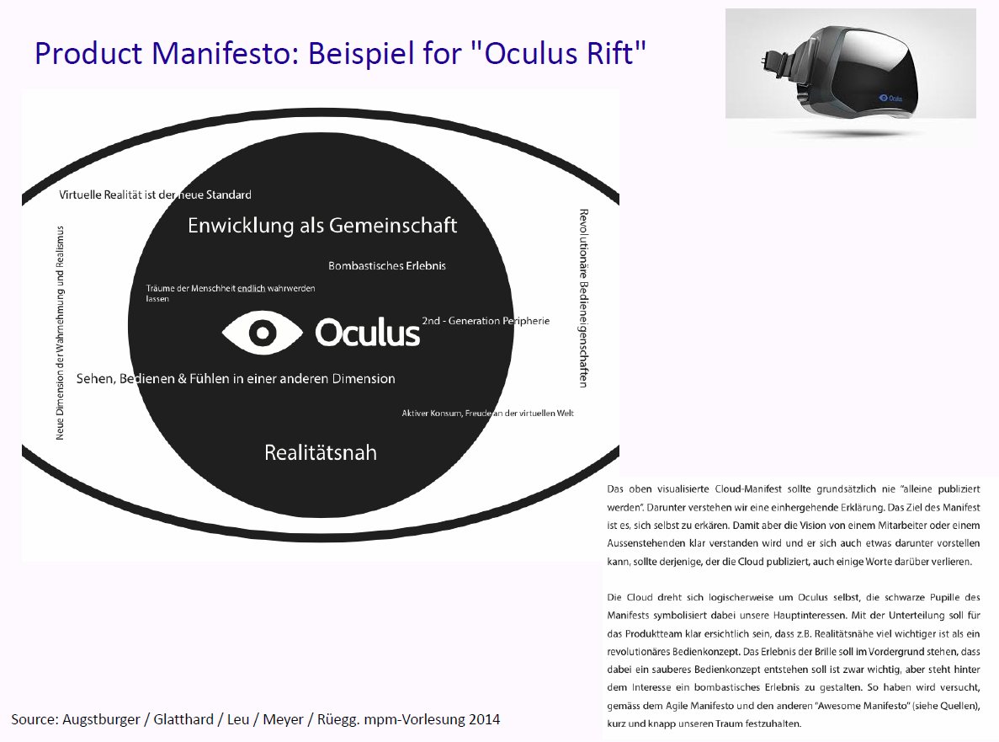 Product Manifesto: Beispiel for "Oculus Rift"
Oculus
Virtuelle Realität ist der neue Standard
Enwicklung als Gemeinschaft
Neue Dimension der Wahrnehmung und Realismus
Revolutionäre Bedieneigenschaften
Bombastisches Erlebnis
Träume der Menschheit endlich wahrwerden
lassen
Oculus
2nd - Generation Peripherie
Sehen, Bedienen & Fühlen in einer anderen Dimension
Aktiver Konsum, Freude an der virtuellen Welt
Realitätsnah
Das oben visualisierte Cloud-Manifest sollte grundsätzlich nie "alleine publiziert
werden". Darunter verstehen wir eine einhergehende Erklärung. Das Ziel des Manifest
ist es, sich selbst zu erkären. Damit aber die Vision von einem Mitarbeiter oder einem
Aussenstehenden klar verstanden wird und er sich auch etwas darunter vorstellen
kann, sollte derjenige, der die Cloud publiziert, auch einige Worte darüber verlieren.
Die Cloud dreht sich logischerweise um Oculus selbst, die schwarze Pupille des
Manifests symbolisiert dabei unsere Hauptinteressen. Mit der Unterteilung soll für
das Produktteam klar ersichtlich sein, dass z.B. Realitätsnähe viel wichtiger ist als ein
revolutionäres Bedienkonzept. Das Erlebnis der Brille soll im Vordergrund stehen, dass
dabei ein sauberes Bedienkonzept entstehen soll ist zwar wichtig, aber steht hinter
dem Interesse ein bombastisches Erlebnis zu gestalten. So haben wird versucht,
gemäss dem Agile Manifesto und den anderen "Awesome Manifesto" (siehe Quellen),
kurz und knapp unseren Traum festzuhalten.
Source: Augstburger / Glatthard / Leu / Meyer / Rüegg. mpm-Vorlesung 2014